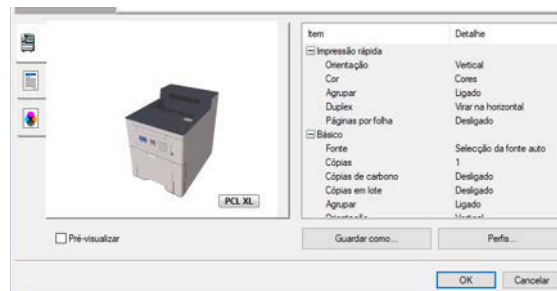 Item Detalhe
Impressão rápida
Orientação Vertical
Cor Cores
Agrupar Ligado
Duplex Virar na horizontal
Páginas por folha Desligado
Básico
Fonte Selecção da fonte auto
Cópias 1
Cópias de carbono Desligado
Cópias em lote Desligado
Agrupar Ligado
Orientação Vertical
PCL XL
Pré-visualizar Guardar como... Perfis...
OK Cancelar